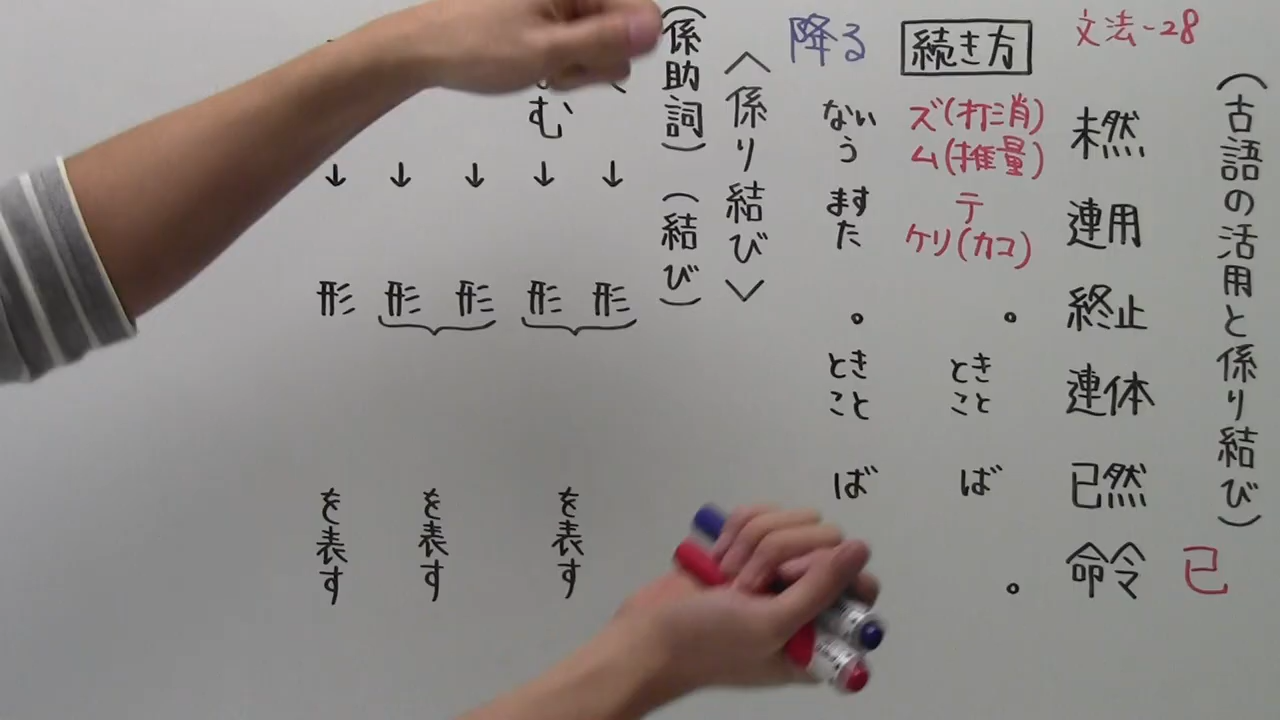 文法-28
（古語の活用と係り結び）
未然
連用
終止
連体
已然
命令
已
続き方
ズ(打消)
ム(推量)
テ
ケリ(カコ)
。
とき
こと
ば
。
降る
ない
う
ます
た
。
とき
こと
ば
〈係り結び〉
（係助詞）（結び）
↓形
↓形
を表す
↓形
↓形
を表す
↓形
を表す